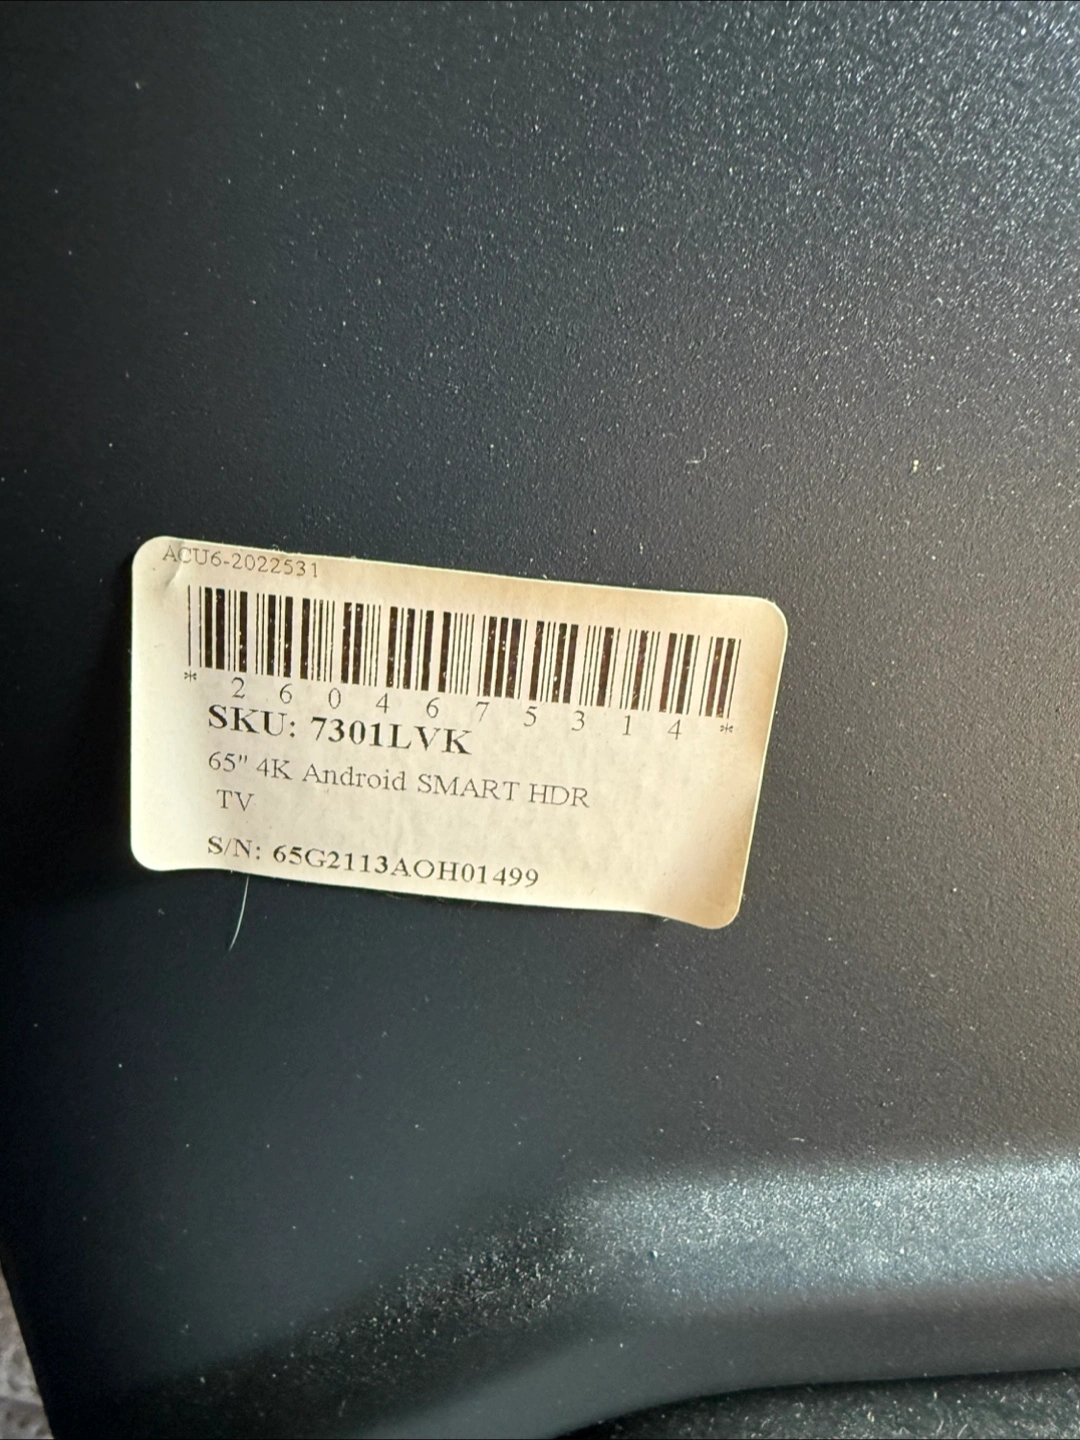 ACU6-2022531
* 2 6 0 4 6 7 5 3 1 4 *
SKU: 7301LVK
65" 4K Android SMART HDR
TV
S/N: 65G2113AOH01499